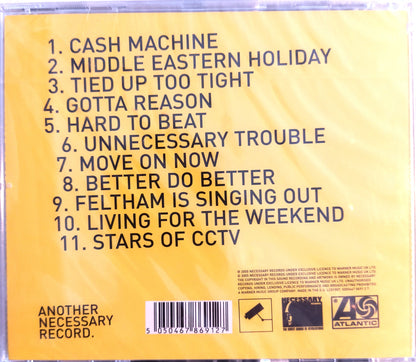 1. CASH MACHINE
2. MIDDLE EASTERN HOLIDAY
3. TIED UP TOO TIGHT
4. GOTTA REASON
5. HARD TO BEAT
6. UNNECESSARY TROUBLE
7. MOVE ON NOW
8. BETTER DO BETTER
9. FELTHAM IS SINGING OUT
10. LIVING FOR THE WEEKEND
11. STARS OF CCTV
ANOTHER
NECESSARY
RECORD.
5 050467 869127
ATLANTIC